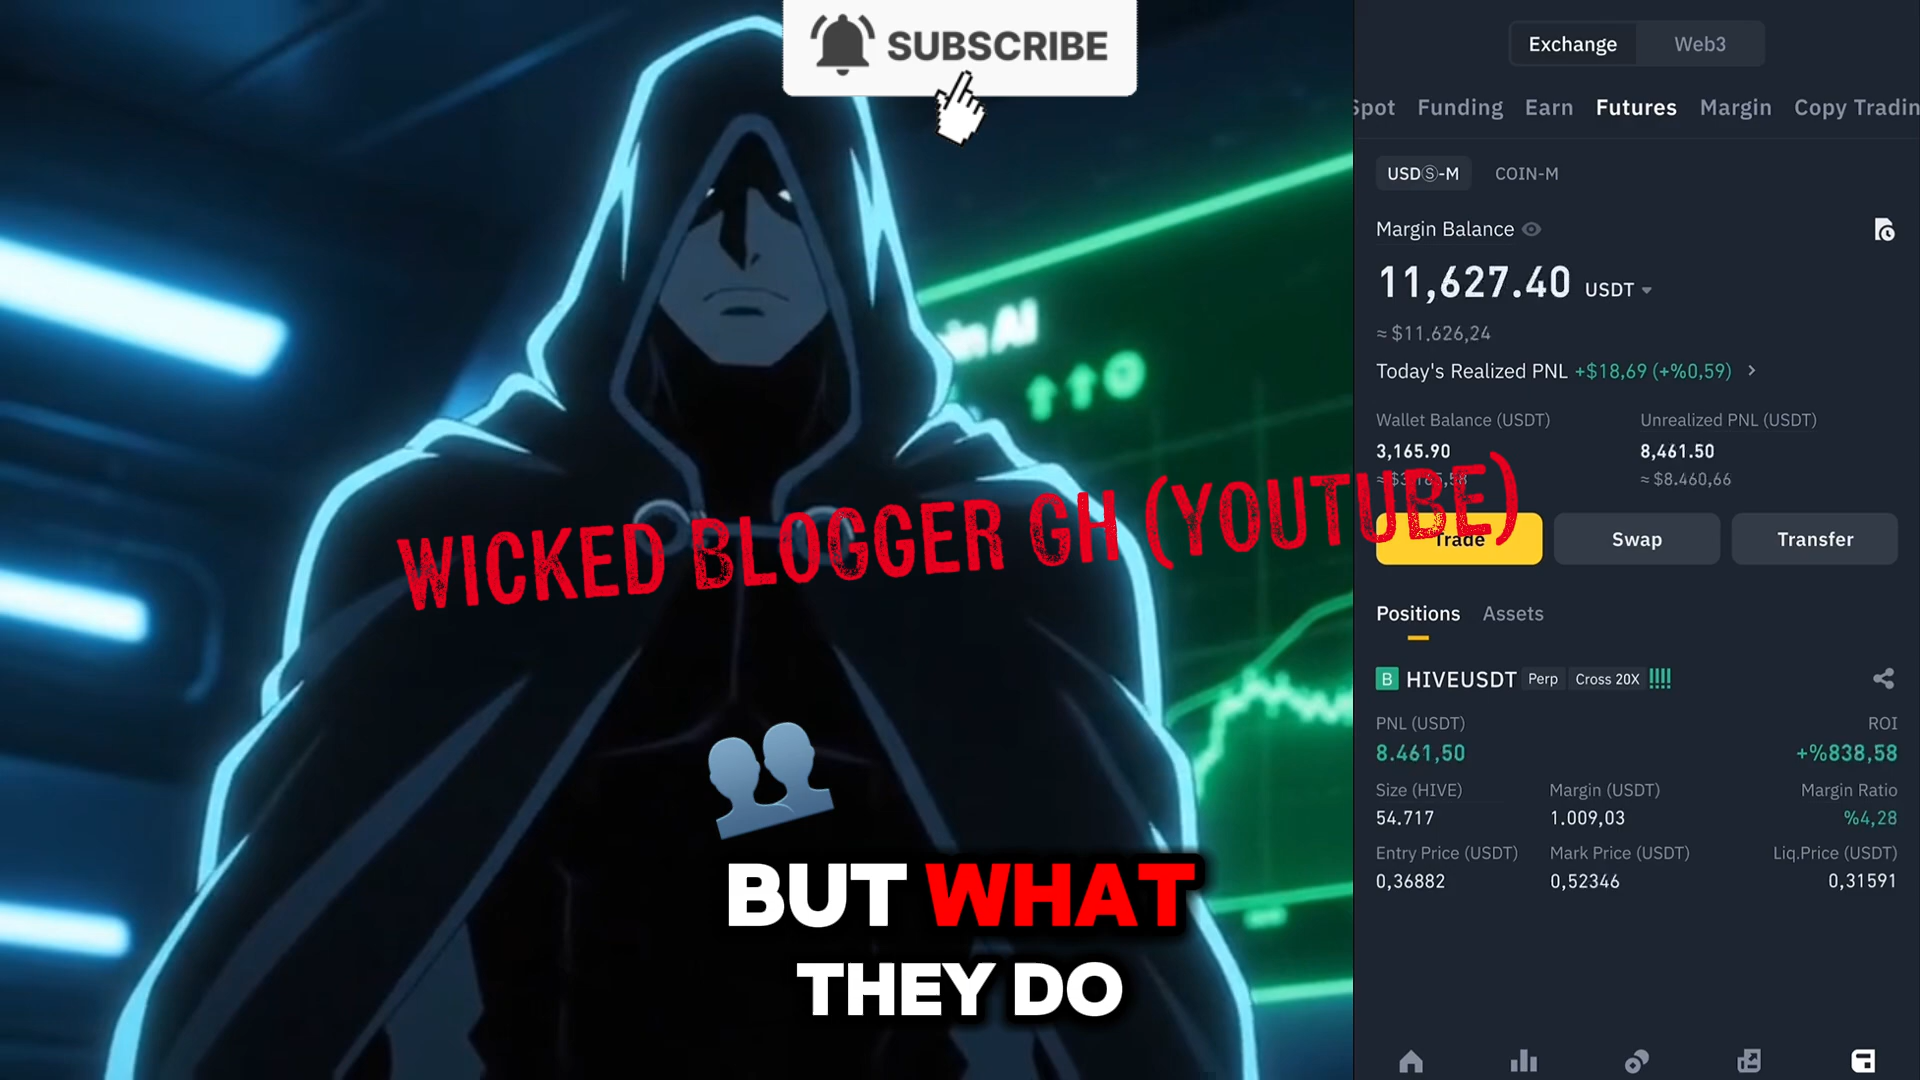 SUBSCRIBE
in AI
WICKED BLOGGER GH (YOUTUBE)
BUT WHAT
THEY DO
Exchange Web3
Spot Funding Earn Futures Margin Copy Tradin
USDⓈ-M COIN-M
Margin Balance
11,627.40 USDT
≈ $11.626,24
Today's Realized PNL +$18,69 (+%0,59)
Wallet Balance (USDT) Unrealized PNL (USDT)
3,165.90 8,461.50
≈ $8.460,66
Trade Swap Transfer
Positions Assets
B HIVEUSDT Perp Cross 20X
PNL (USDT) ROI
8.461,50 +%838,58
Size (HIVE) Margin (USDT) Margin Ratio
54.717 1.009,03 %4,28
Entry Price (USDT) Mark Price (USDT) Liq.Price (USDT)
0,36882 0,52346 0,31591